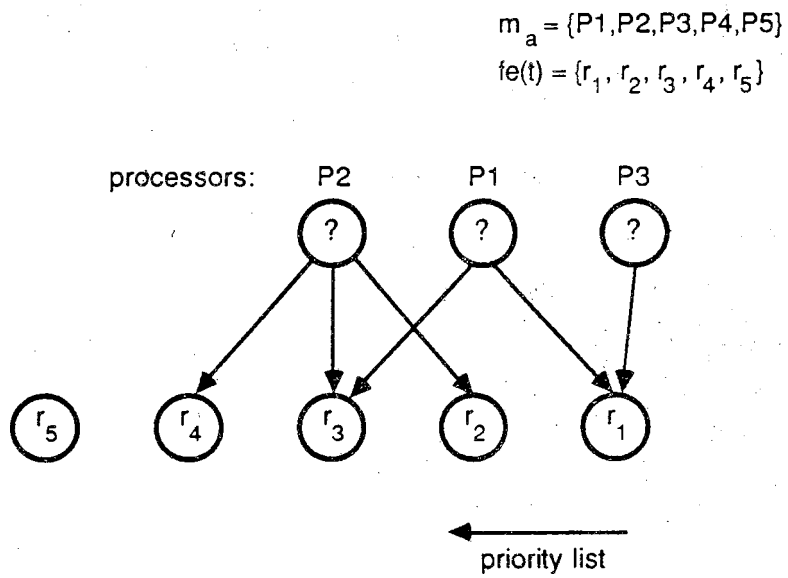 m_a = {P1,P2,P3,P4,P5}
fe(t) = {r_1, r_2, r_3, r_4, r_5}
processors: P2 P1 P3
? ? ?
r_5 r_4 r_3 r_2 r_1
priority list